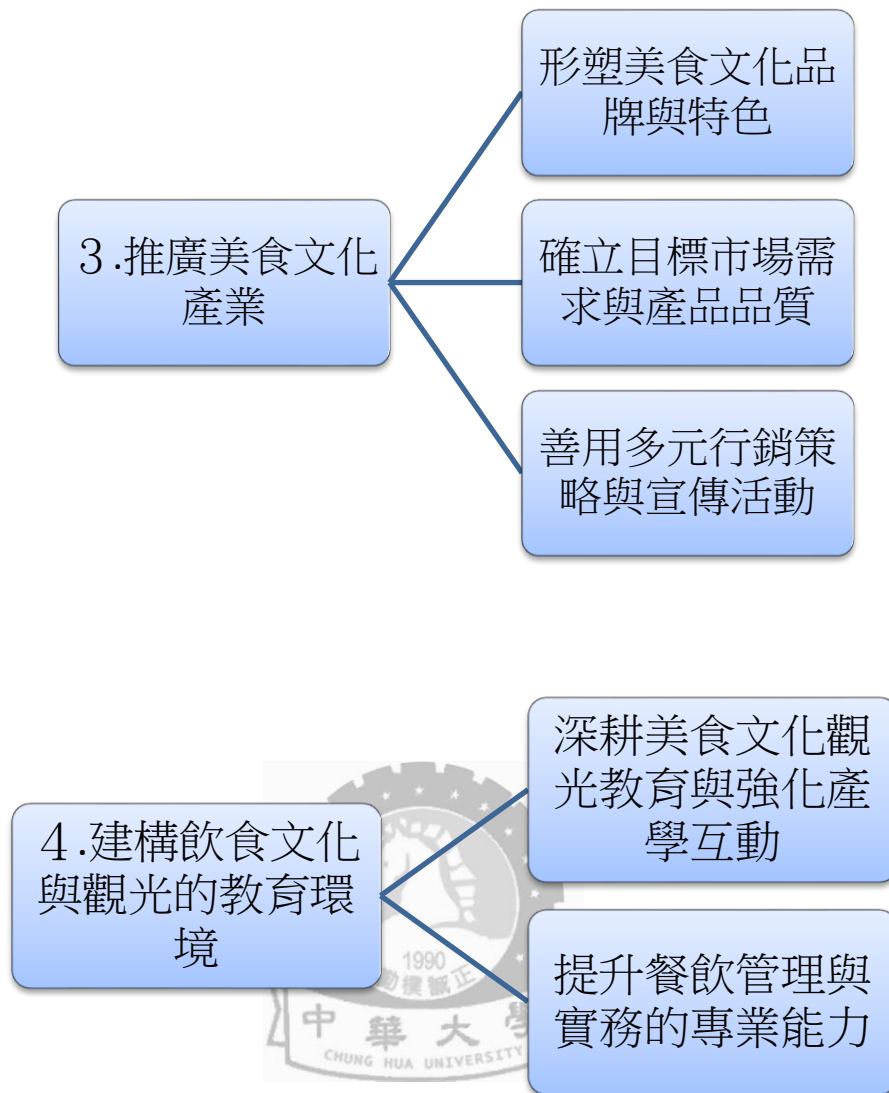 形塑美食文化品
牌與特色
３.推廣美食文化
產業
確立目標市場需
求與產品品質
善用多元行銷策
略與宣傳活動
深耕美食文化觀
光教育與強化產
學互動
４.建構飲食文化
與觀光的教育環
境
提升餐飲管理與
實務的專業能力
1990
勤樸誠正
中華大學
CHUNG HUA UNIVERSITY